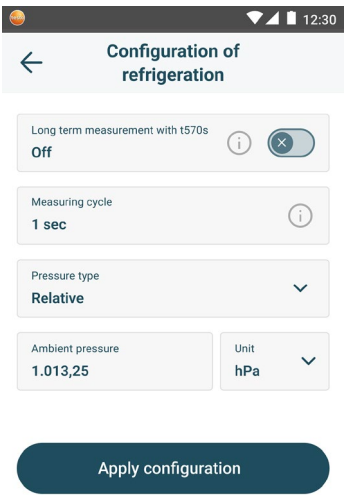 12:30
Configuration of
refrigeration
Long term measurement with t570s
Off
Measuring cycle
1 sec
Pressure type
Relative
Ambient pressure
1.013,25
Unit
hPa
Apply configuration